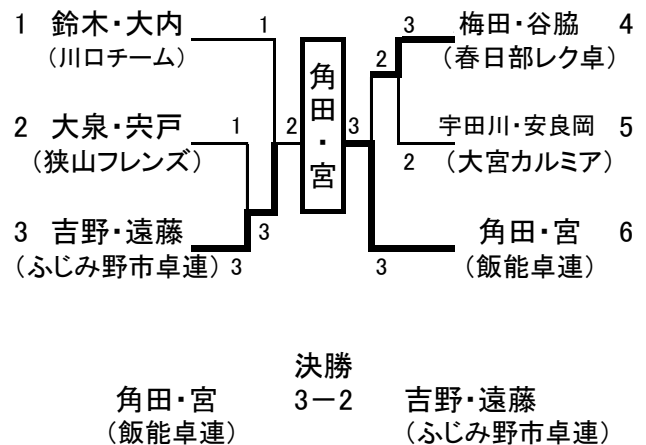 1 鈴木・大内
(川口チーム)
1
2 大泉・宍戸
(狭山フレンズ)
1
3 吉野・遠藤
(ふじみ野市卓連)
3
3
2
角田・宮
3
梅田・谷脇 4
(春日部レク卓)
3
2
宇田川・安良岡 5
(大宮カルミア)
2
角田・宮 6
(飯能卓連)
3
決勝
角田・宮 3－2 吉野・遠藤
(飯能卓連) (ふじみ野市卓連)